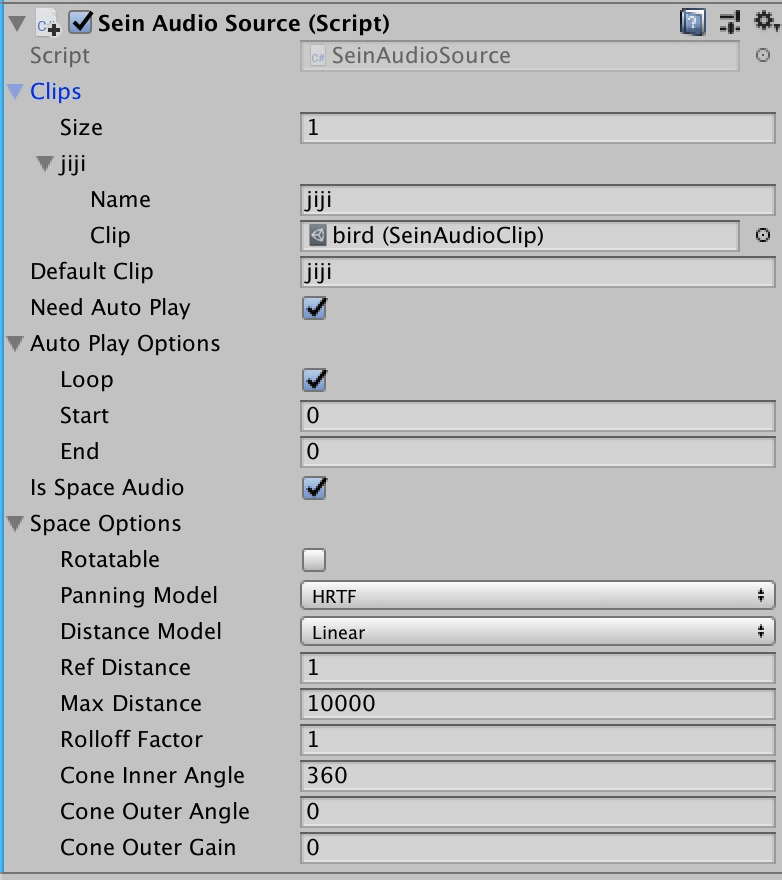 Sein Audio Source (Script)
Script SeinAudioSource
Clips
Size 1
jiji
Name jiji
Clip bird (SeinAudioClip)
Default Clip jiji
Need Auto Play
Auto Play Options
Loop
Start 0
End 0
Is Space Audio
Space Options
Rotatable
Panning Model HRTF
Distance Model Linear
Ref Distance 1
Max Distance 10000
Rolloff Factor 1
Cone Inner Angle 360
Cone Outer Angle 0
Cone Outer Gain 0